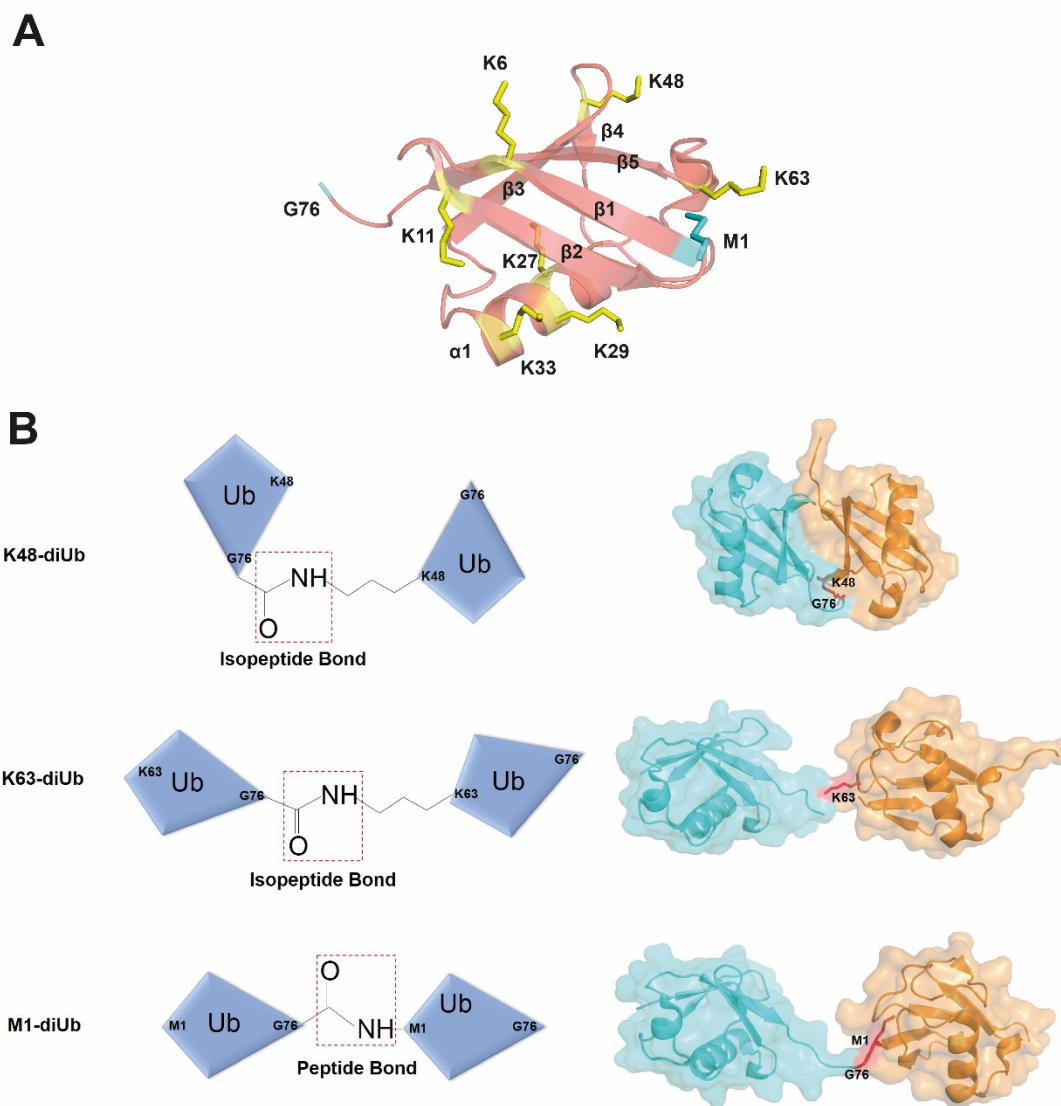 A
K6
K48
β4
β5
K63
β3
β1
G76
M1
K11
K27
β2
α1
K33
K29
B
K48-diUb
Ub
K48
G76
NH
O
G76
K48
Ub
Isopeptide Bond
K48
G76
K63-diUb
K63
Ub
G76
NH
O
K63
Ub
G76
Isopeptide Bond
K63
M1-diUb
M1
Ub
G76
O
NH
M1
Ub
G76
Peptide Bond
M1
G76